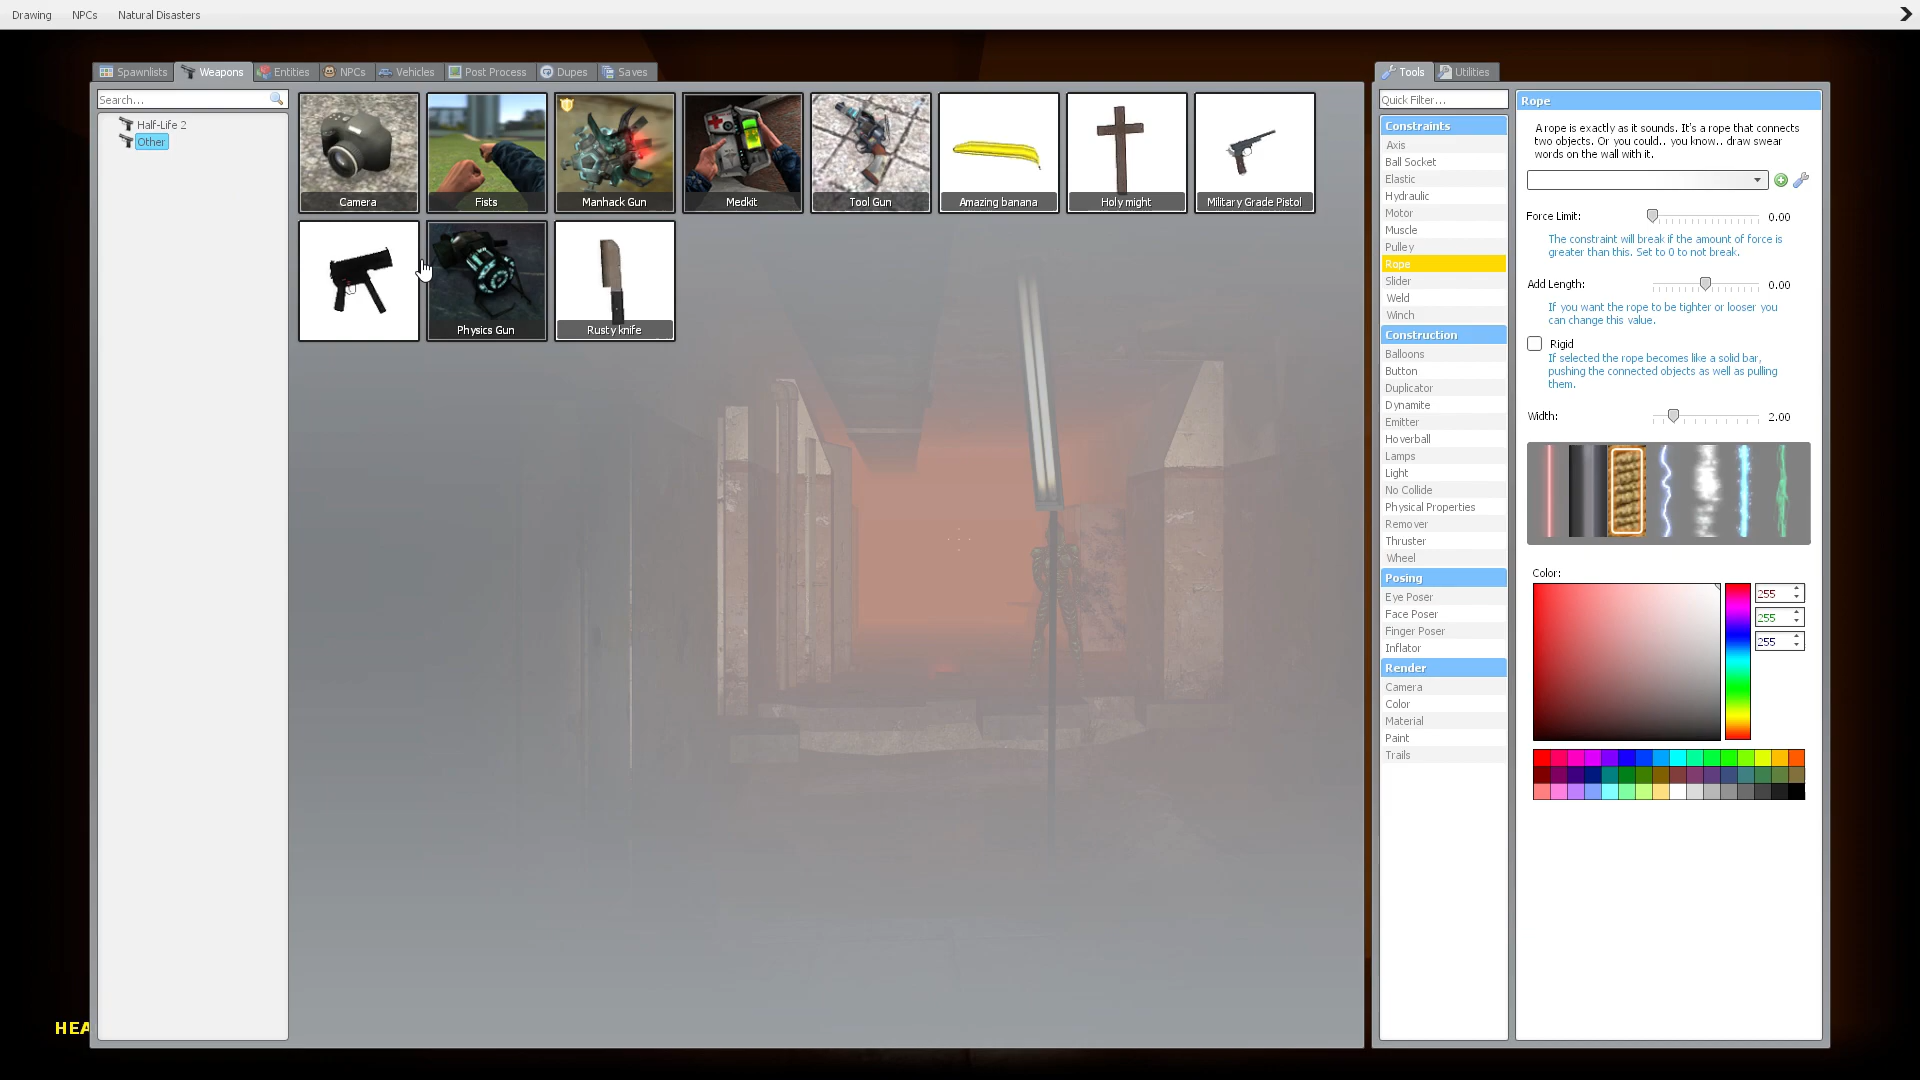 Drawing
NPCs
Natural Disasters
Spawnlists
Weapons
Entities
NPCs
Vehicles
Post Process
Dupes
Saves
Search...
Half-Life 2
Other
Camera
Fists
Manhack Gun
Medkit
Tool Gun
Amazing banana
Holy might
Military Grade Pistol
Physics Gun
Rusty knife
HEA
Tools
Utilities
Quick Filter...
Constraints
Axis
Ball Socket
Elastic
Hydraulic
Motor
Muscle
Pulley
Rope
Slider
Weld
Winch
Construction
Balloons
Button
Duplicator
Dynamite
Emitter
Hoverball
Lamps
Light
No Collide
Physical Properties
Remover
Thruster
Wheel
Posing
Eye Poser
Face Poser
Finger Poser
Inflator
Render
Camera
Color
Material
Paint
Trails
Rope
A rope is exactly as it sounds. It's a rope that connects
two objects. Or you could.. you know.. draw swear
words on the wall with it.
Force Limit: 0.00
The constraint will break if the amount of force is
greater than this. Set to 0 to not break.
Add Length: 0.00
If you want the rope to be tighter or looser you
can change this value.
Rigid
If selected the rope becomes like a solid bar,
pushing the connected objects as well as pulling
them.
Width: 2.00
Color:
255
255
255